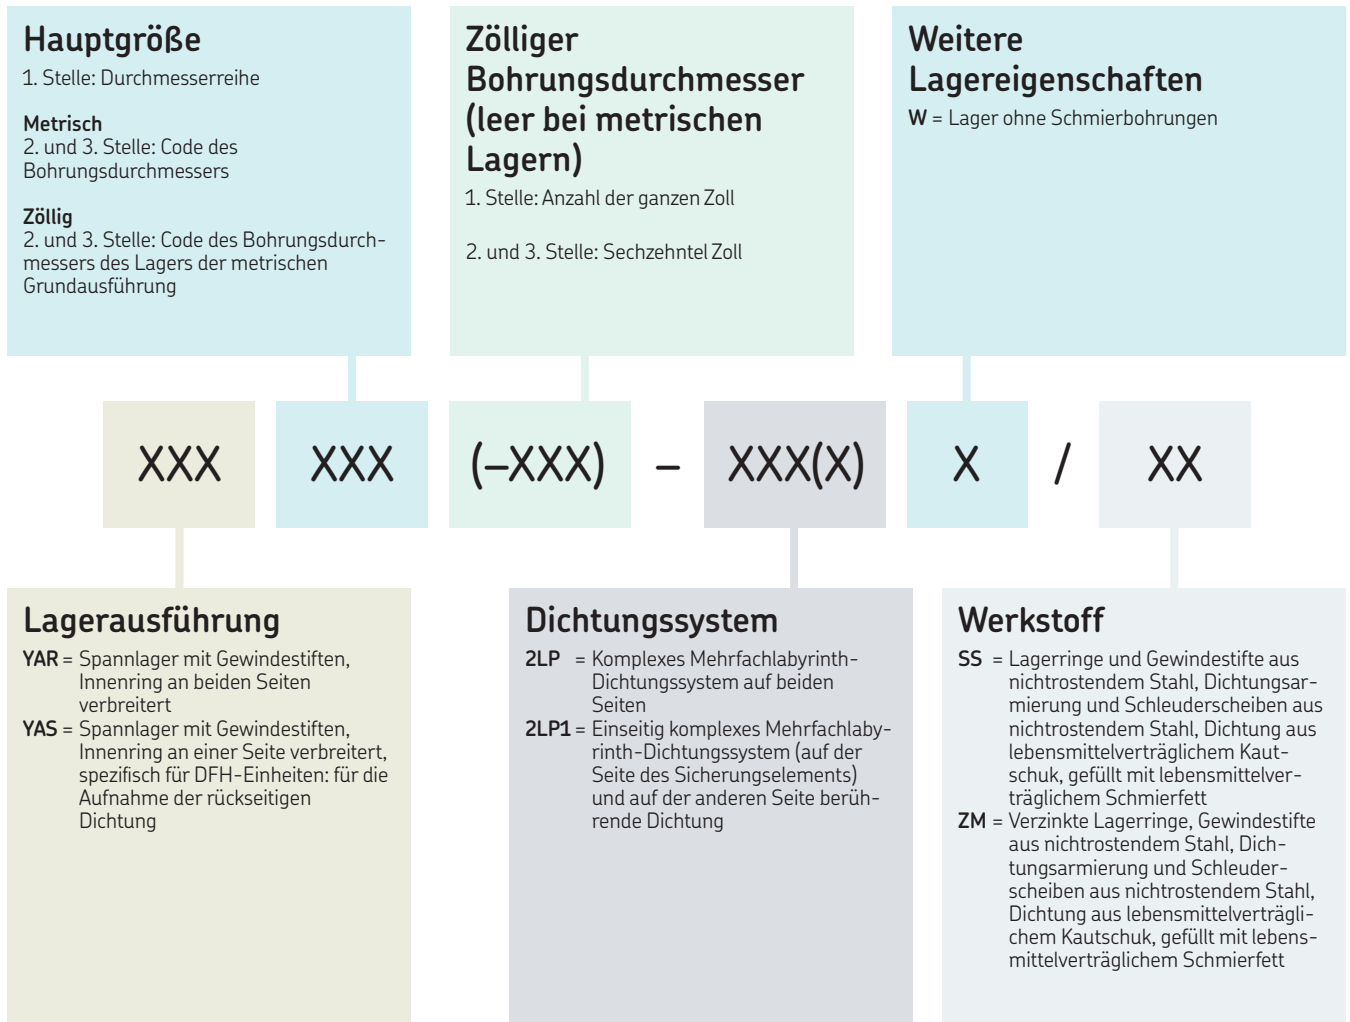 Hauptgröße
1. Stelle: Durchmesserreihe
Metrisch
2. und 3. Stelle: Code des
Bohrungsdurchmessers
Zöllig
2. und 3. Stelle: Code des Bohrungsdurch-
messers des Lagers der metrischen
Grundausführung
Zölliger
Bohrungsdurchmesser
(leer bei metrischen
Lagern)
1. Stelle: Anzahl der ganzen Zoll
2. und 3. Stelle: Sechzehntel Zoll
Weitere
Lagereigenschaften
W = Lager ohne Schmierbohrungen
XXX XXX (–XXX) – XXX(X) X / XX
Lagerausführung
YAR = Spannlager mit Gewindestiften,
Innenring an beiden Seiten
verbreitert
YAS = Spannlager mit Gewindestiften,
Innenring an einer Seite verbreitert,
spezifisch für DFH-Einheiten: für die
Aufnahme der rückseitigen
Dichtung
Dichtungssystem
2LP = Komplexes Mehrfachlabyrinth-
Dichtungssystem auf beiden
Seiten
2LP1 = Einseitig komplexes Mehrfachlaby-
rinth-Dichtungssystem (auf der
Seite des Sicherungselements)
und auf der anderen Seite berüh-
rende Dichtung
Werkstoff
SS = Lagerringe und Gewindestifte aus
nichtrostendem Stahl, Dichtungsar-
mierung und Schleuderscheiben aus
nichtrostendem Stahl, Dichtung aus
lebensmittelverträglichem Kaut-
schuk, gefüllt mit lebensmittelver-
träglichem Schmierfett
ZM = Verzinkte Lagerringe, Gewindestifte
aus nichtrostendem Stahl, Dich-
tungsarmierung und Schleuder-
scheiben aus nichtrostendem Stahl,
Dichtung aus lebensmittelverträgli-
chem Kautschuk, gefüllt mit lebens-
mittelverträglichem Schmierfett